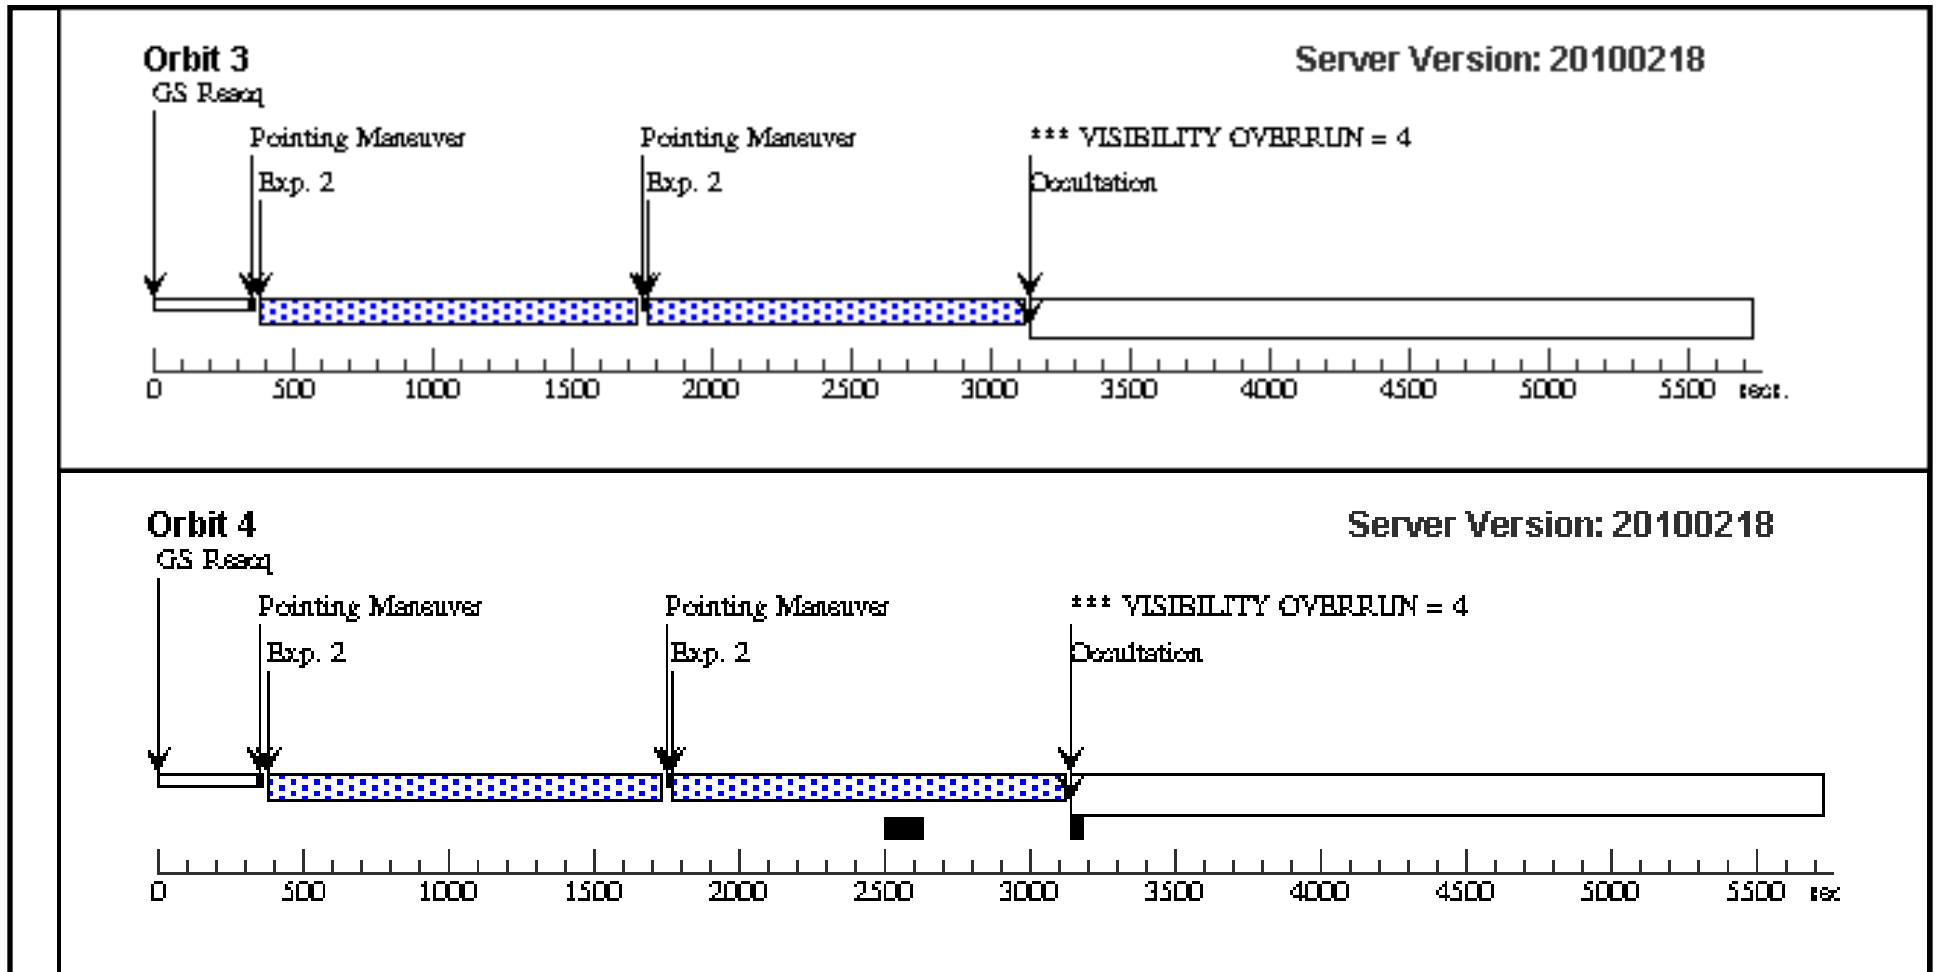 Orbit 3
Server Version: 20100218
GS Reacq
Pointing Maneuver
Pointing Maneuver
*** VISIBILITY OVERRUN = 4
Exp. 2
Exp. 2
Occultation
0 500 1000 1500 2000 2500 3000 3500 4000 4500 5000 5500 secs.
Orbit 4
Server Version: 20100218
GS Reacq
Pointing Maneuver
Pointing Maneuver
*** VISIBILITY OVERRUN = 4
Exp. 2
Exp. 2
Occultation
0 500 1000 1500 2000 2500 3000 3500 4000 4500 5000 5500 sec